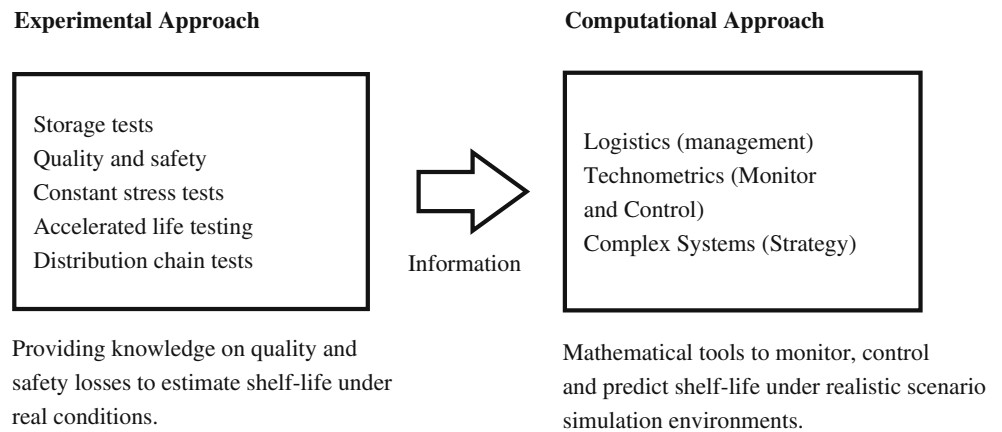 Experimental Approach
Storage tests
Quality and safety
Constant stress tests
Accelerated life testing
Distribution chain tests
Providing knowledge on quality and
safety losses to estimate shelf-life under
real conditions.
Information
Computational Approach
Logistics (management)
Technometrics (Monitor
and Control)
Complex Systems (Strategy)
Mathematical tools to monitor, control
and predict shelf-life under realistic scenario
simulation environments.